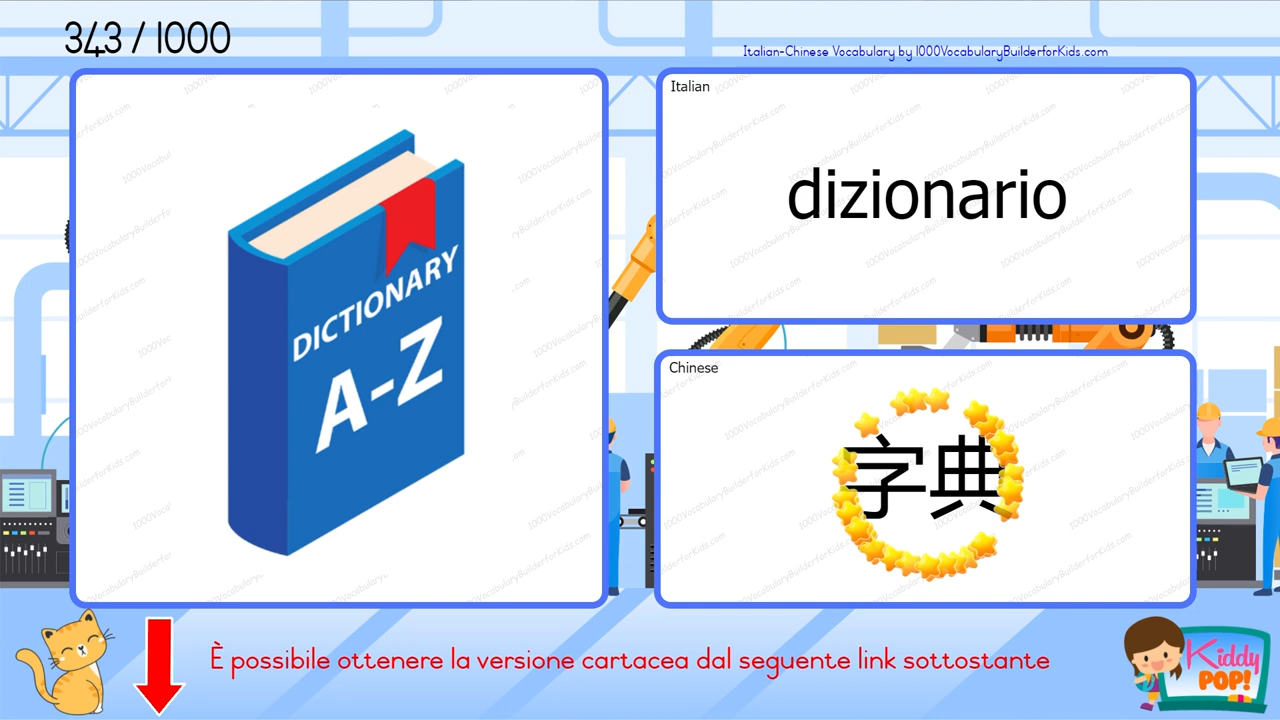 343 / 1000
Italian-Chinese Vocabulary by 1000VocabularyBuilderforKids.com
DICTIONARY
A-Z
Italian
dizionario
Chinese
字典
È possibile ottenere la versione cartacea dal seguente link sottostante
Kiddy
POP!